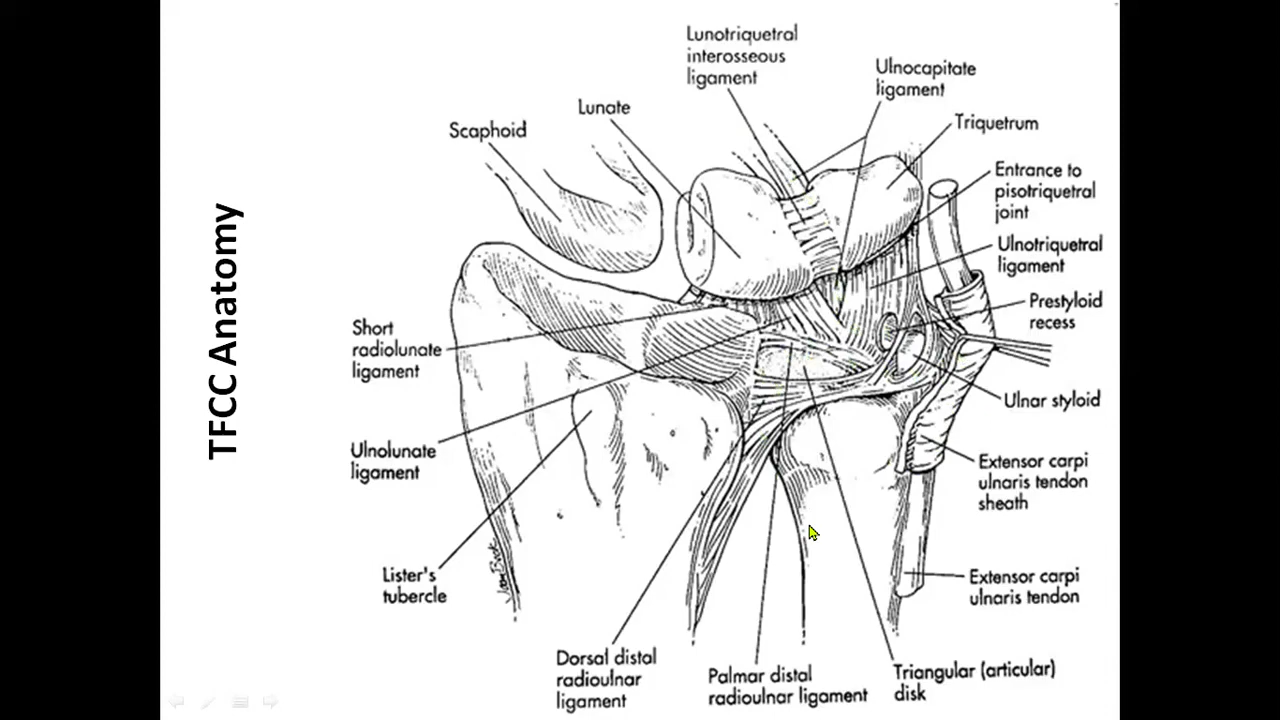 TFCC Anatomy
Lunotriquetral
interosseous
ligament
Ulnocapitate
ligament
Lunate
Scaphoid
Triquetrum
Entrance to
pisotriquetral
joint
Ulnotriquetral
ligament
Prestyloid
recess
Short
radiolunate
ligament
Ulnar styloid
Ulnolunate
ligament
Extensor carpi
ulnaris tendon
sheath
Lister's
tubercle
Extensor carpi
ulnaris tendon
Dorsal distal
radioulnar
ligament
Palmar distal
radioulnar ligament
Triangular (articular)
disk